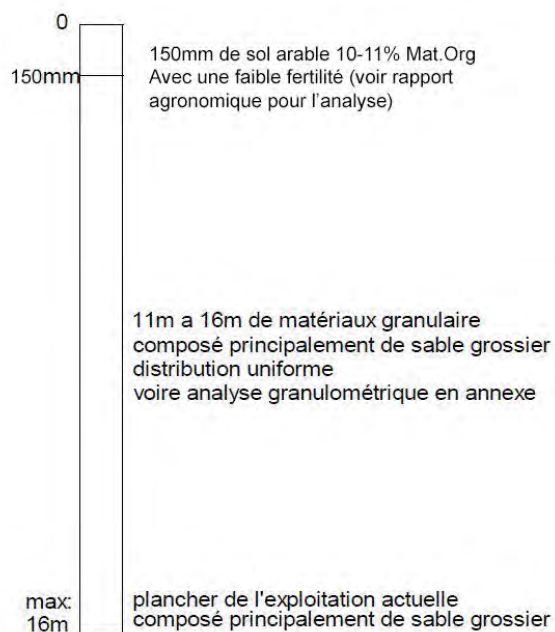 0
150mm de sol arable 10-11% Mat.Org
150mm
Avec une faible fertilité (voir rapport
agronomique pour l'analyse)
11m a 16m de matériaux granulaire
composé principalement de sable grossier
distribution uniforme
voire analyse granulométrique en annexe
max:
plancher de l'exploitation actuelle
16m
composé principalement de sable grossier